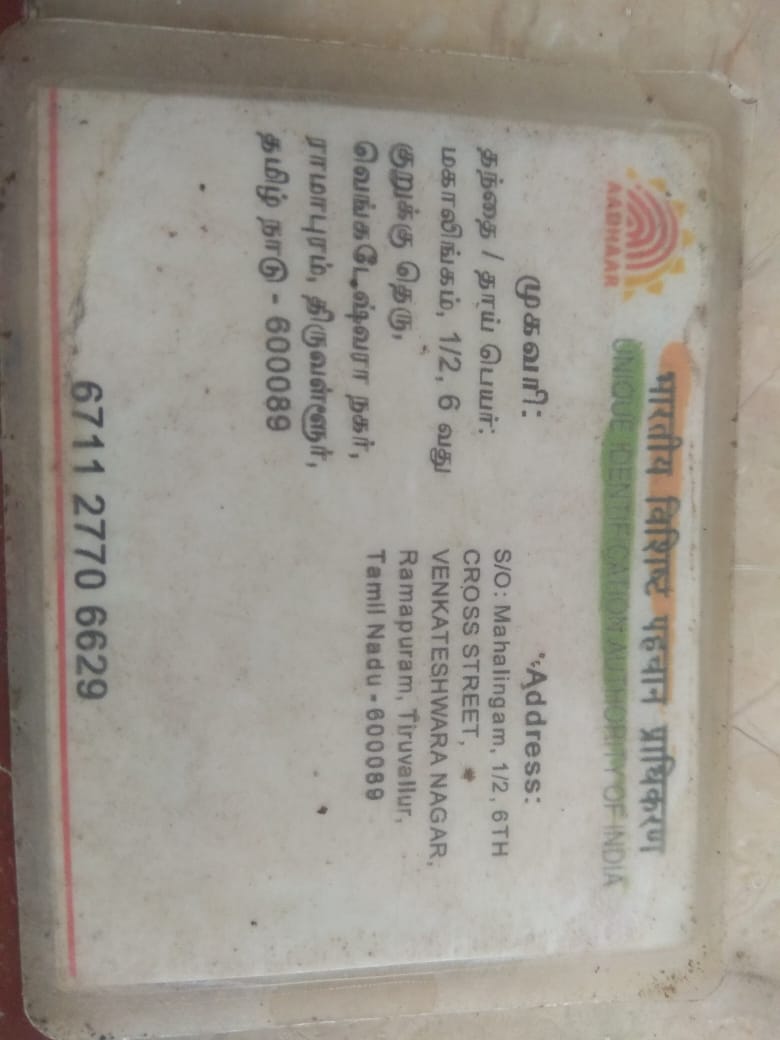 भारतीय विशिष्ट पहचान प्राधिकरण
UNIQUE IDENTIFICATION AUTHORITY OF INDIA
AADHAAR
முகவரி:
தந்தை / தாய் பெயர்:
மகாலிங்கம், 1/2, 6 வது
குறுக்கு தெரு,
வெங்கடேஷ்வரா நகர்,
ராமாபுரம், திருவள்ளூர்,
தமிழ் நாடு - 600089
Address:
S/O: Mahalingam, 1/2, 6TH
CROSS STREET,
VENKATESHWARA NAGAR,
Ramapuram, Tiruvallur,
Tamil Nadu - 600089
6711 2770 6629